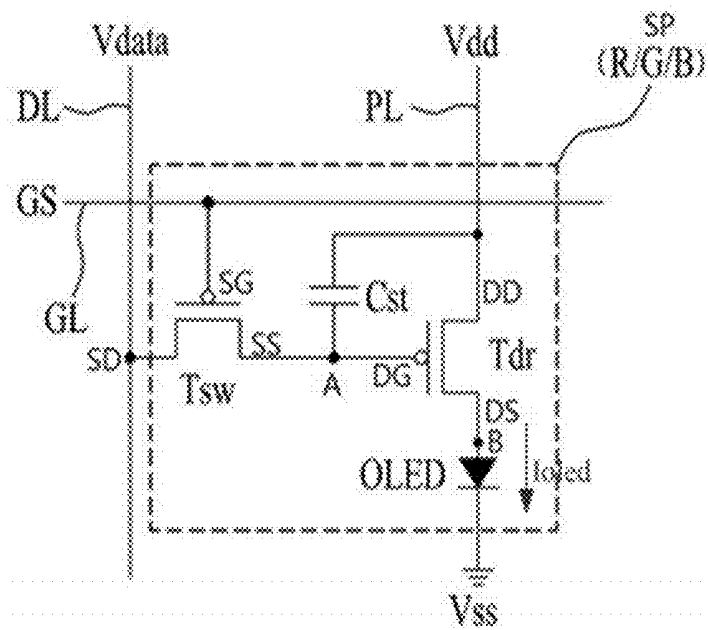 SP
Vdata
Vdd
(R/G/B)
DL
PL
GS
GL
SG
Cst
DD
SD
SS
Tsw
A
DG
Tdr
DS
B
OLED
Ioled
Vss